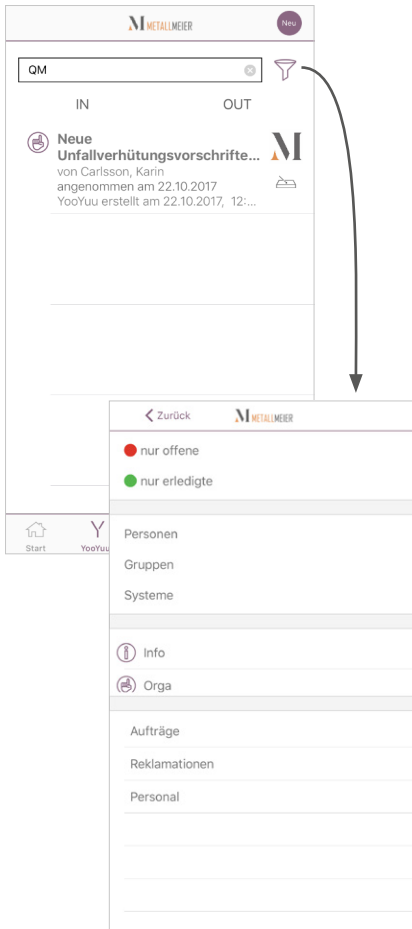 METALLMEIER
Neu
QM
IN OUT
Neue
Unfallverhütungsvorschrifte...
von Carlsson, Karin
angenommen am 22.10.2017
YooYuu erstellt am 22.10.2017, 12:...
Start YooYuu
Zurück METALLMEIER
nur offene
nur erledigte
Personen
Gruppen
Systeme
Info
Orga
Aufträge
Reklamationen
Personal